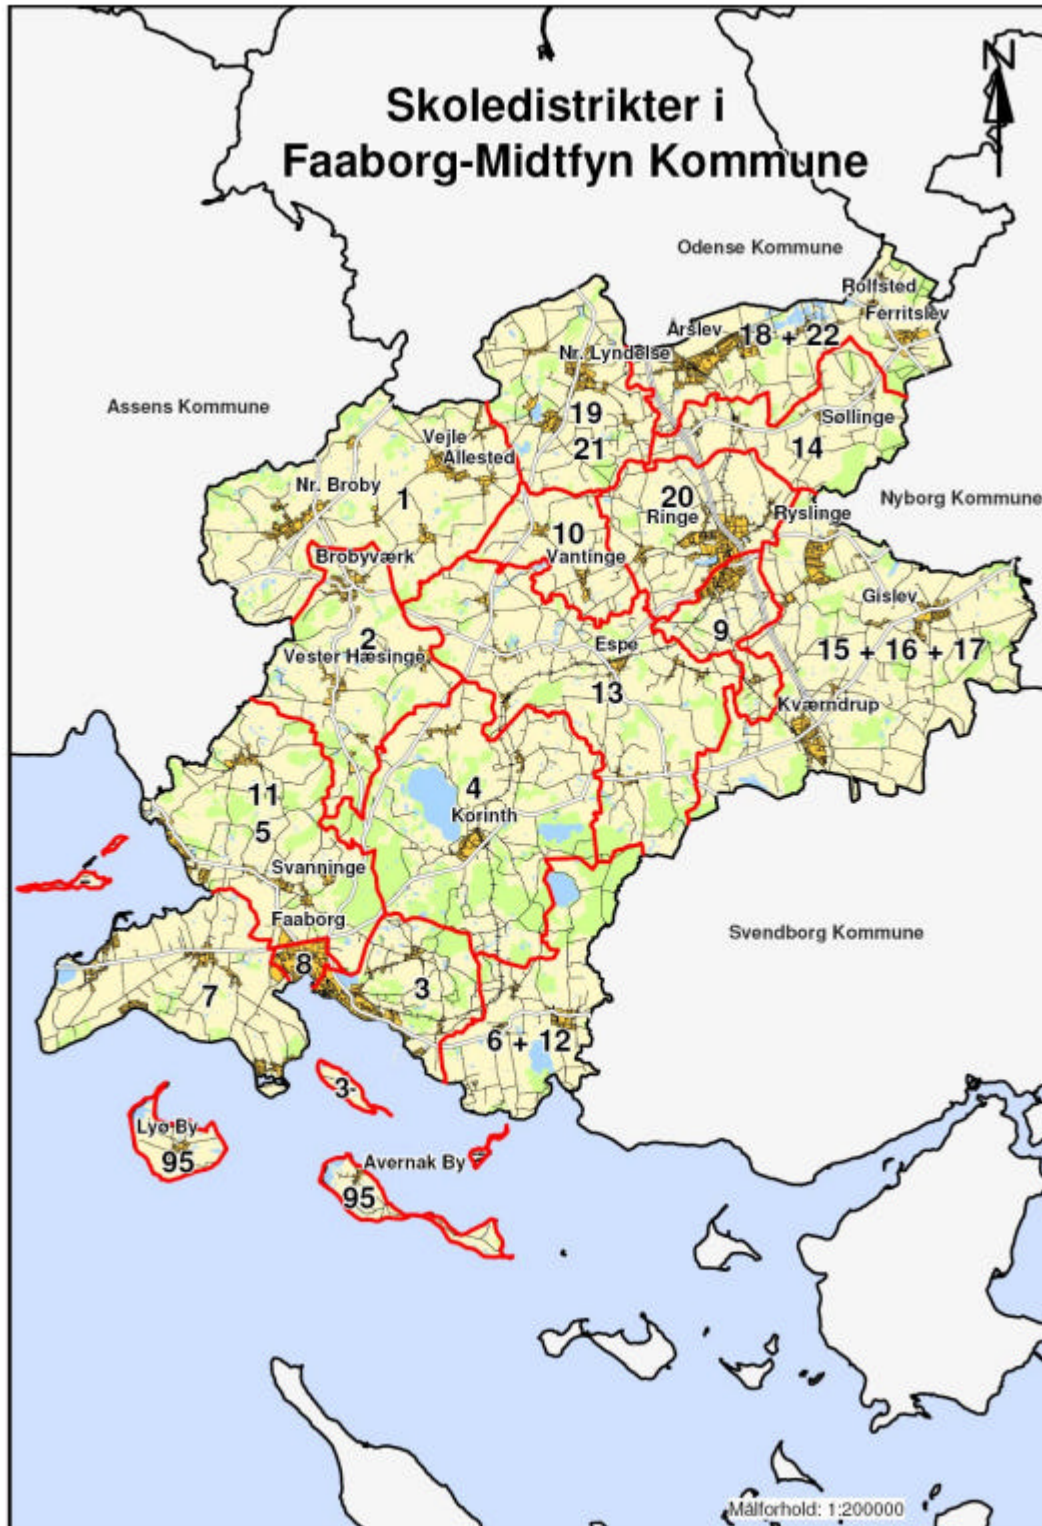 N
Skoledistrikter i
Faaborg-Midtfyn Kommune
Odense Kommune
Rolfsted
Ferritslev
Årslev
18 + 22
Nr. Lyndelse
Assens Kommune
19
Søllinge
Vejle
21
14
Allested
Nr. Broby
1
20
Nyborg Kommune
Ringe
Ryslinge
10
Brobyværk
Vantinge
Gislev
2
9
Espe
15 + 16 + 17
Vester Hæsinge
13
Kværndrup
11
4
Korinth
5
Svanninge
Faaborg
Svendborg Kommune
8
7
3
6 + 12
3
Lyø By
95
Avernak By
95
Målforhold: 1:200000